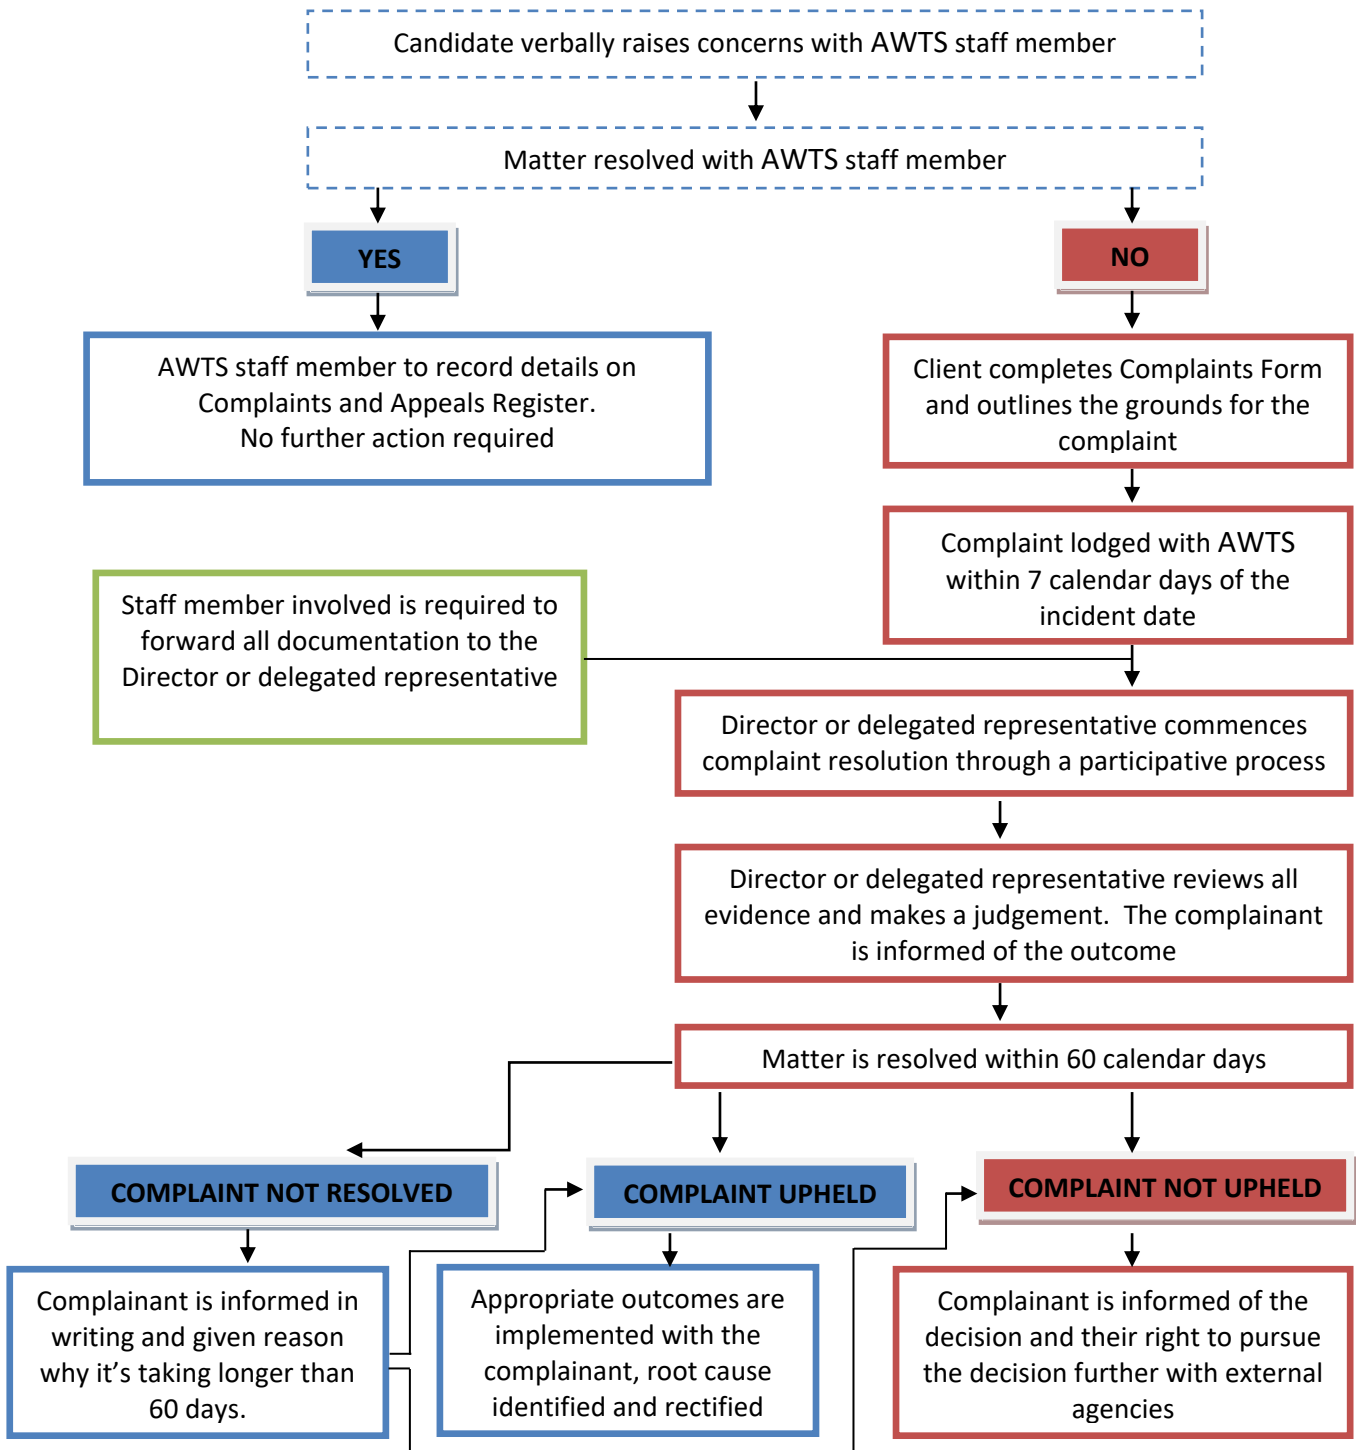 Candidate verbally raises concerns with AWTS staff member
Matter resolved with AWTS staff member
YES
NO
AWTS staff member to record details on
Complaints and Appeals Register.
No further action required
Client completes Complaints Form
and outlines the grounds for the
complaint
Complaint lodged with AWTS
within 7 calendar days of the
incident date
Staff member involved is required to
forward all documentation to the
Director or delegated representative
Director or delegated representative commences
complaint resolution through a participative process
Director or delegated representative reviews all
evidence and makes a judgement.  The complainant
is informed of the outcome
Matter is resolved within 60 calendar days
COMPLAINT NOT RESOLVED
COMPLAINT UPHELD
COMPLAINT NOT UPHELD
Complainant is informed in
writing and given reason
why it’s taking longer than
60 days.
Appropriate outcomes are
implemented with the
complainant, root cause
identified and rectified
Complainant is informed of the
decision and their right to pursue
the decision further with external
agencies